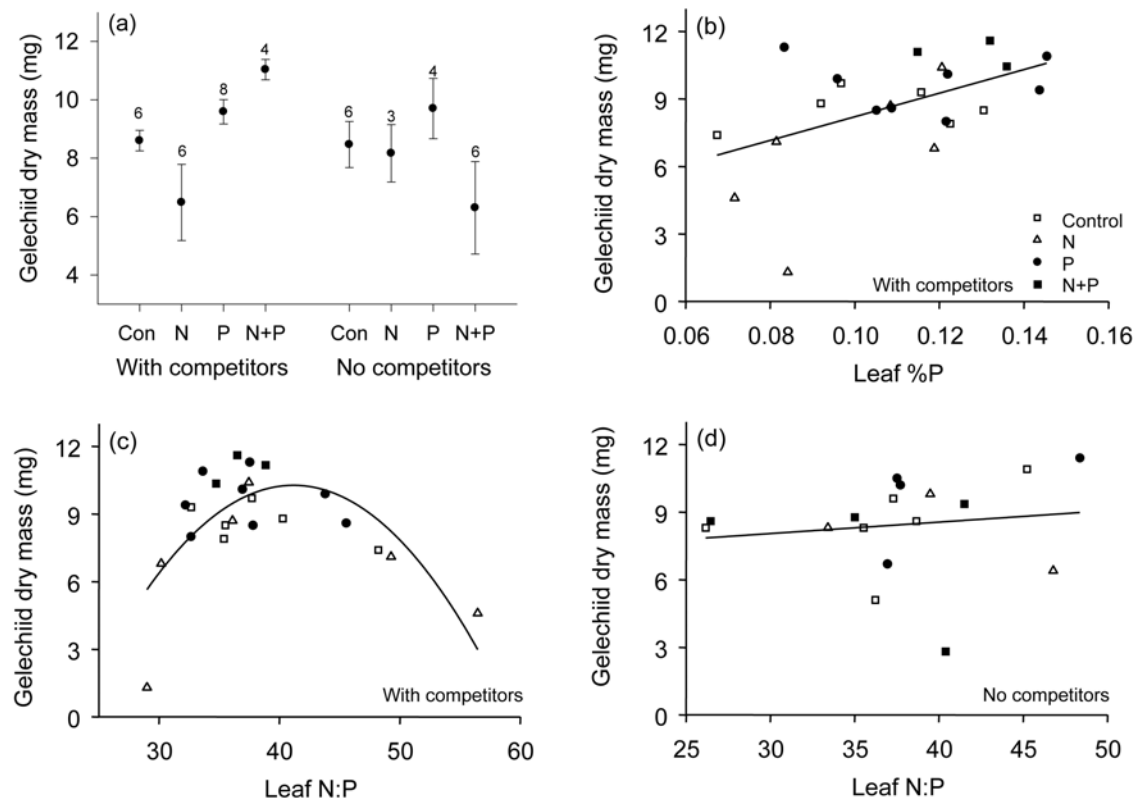 (a)
Gelechiid dry mass (mg)
12
10
8
6
4
6
6
8
4
6
3
4
6
Con N P N+P Con N P N+P
With competitors No competitors
(b)
Gelechiid dry mass (mg)
12
9
6
3
0
Control
N
P
N+P
With competitors
0.06 0.08 0.10 0.12 0.14 0.16
Leaf %P
(c)
Gelechiid dry mass (mg)
12
9
6
3
0
With competitors
30 40 50 60
Leaf N:P
(d)
Gelechiid dry mass (mg)
12
9
6
3
0
No competitors
25 30 35 40 45 50
Leaf N:P